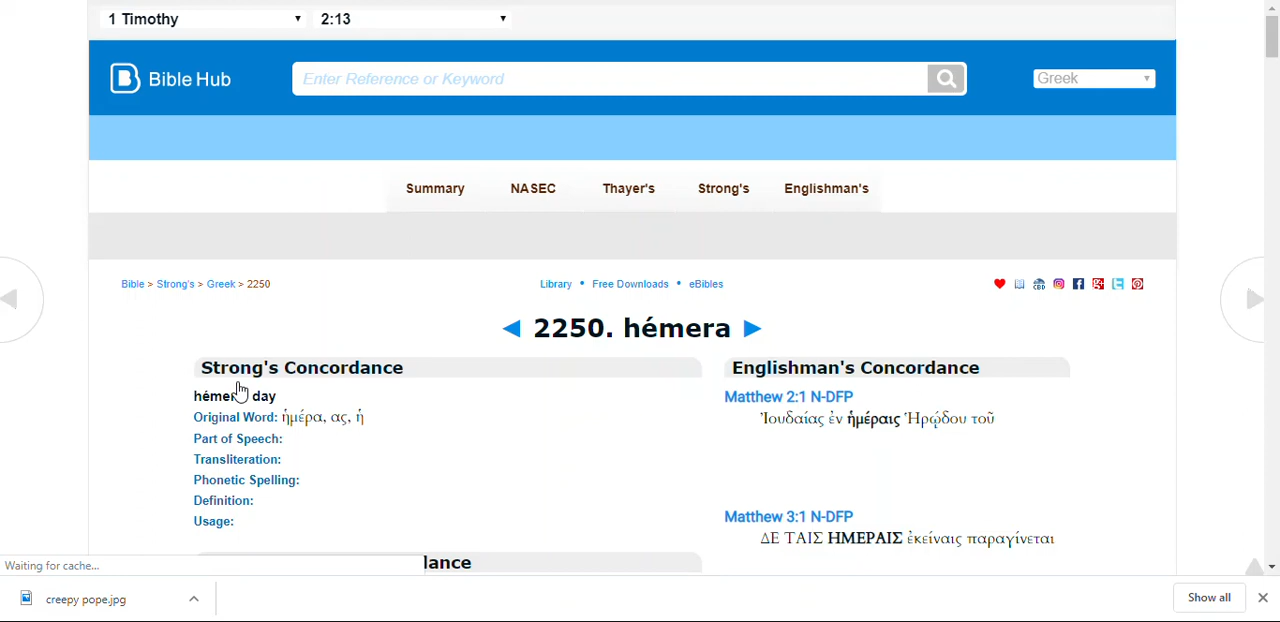 1 Timothy 2:13
Bible Hub Enter Reference or Keyword Greek
Summary NASEC Thayer's Strong's Englishman's
Bible > Strong's > Greek > 2250 Library • Free Downloads • eBibles
2250. hémera
Strong's Concordance
day
Original Word: ἡμέρα, ας, ἡ
Part of Speech:
Transliteration:
Phonetic Spelling:
Definition:
Usage:
lance
Englishman's Concordance
Matthew 2:1 N-DFP
Ἰουδαίας ἐν ἡμέραις Ἡρῴδου τοῦ
Matthew 3:1 N-DFP
ΔΕ ΤΑΙΣ ΗΜΕΡΑΙΣ ἐκείναις παραγίνεται
Waiting for cache...
creepy pope.jpg Show all